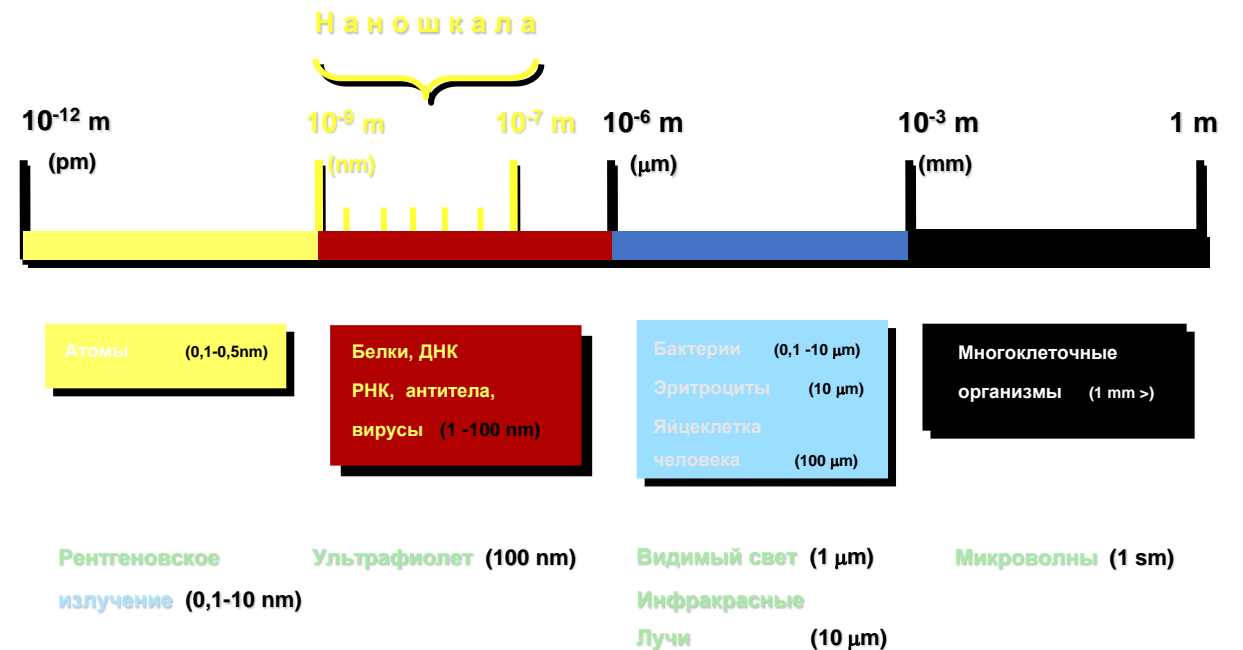 Наношкала
10⁻¹² m 10⁻⁹ m 10⁻⁷ m 10⁻⁶ m 10⁻³ m 1 m
(pm) (nm) (μm) (mm)
Атомы (0,1-0,5nm)
Белки, ДНК
РНК, антитела,
вирусы (1 -100 nm)
Бактерии (0,1 -10 μm)
Эритроциты (10 μm)
Яйцеклетка
человека (100 μm)
Многоклеточные
организмы (1 mm >)
Рентгеновское
излучение (0,1-10 nm)
Ультрафиолет (100 nm)
Видимый свет (1 μm)
Инфракрасные
Лучи (10 μm)
Микроволны (1 sm)